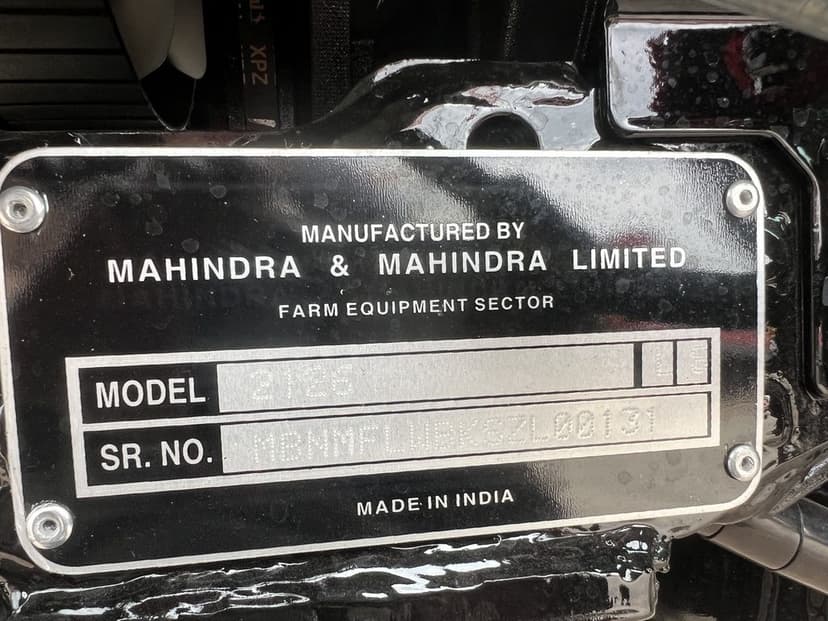 XPZ
MANUFACTURED BY
MAHINDRA & MAHINDRA LIMITED
FARM EQUIPMENT SECTOR
MODEL 2126
SR. NO.
MADE IN INDIA